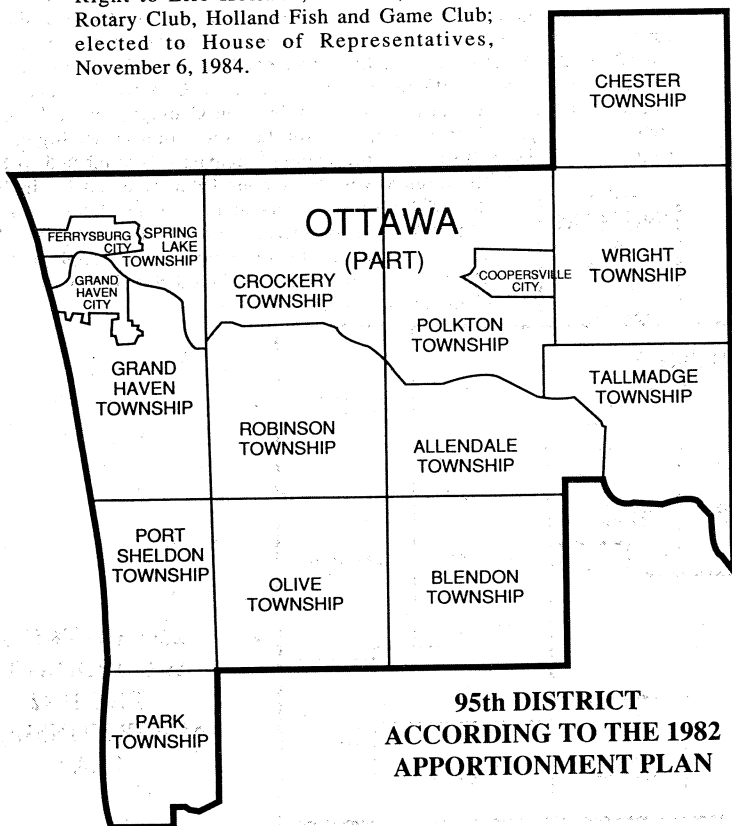 Rotary Club, Holland Fish and Game Club;
elected to House of Representatives,
November 6, 1984.
CHESTER
TOWNSHIP
OTTAWA
(PART)
FERRYSBURG
CITY
SPRING
LAKE
TOWNSHIP
GRAND
HAVEN
CITY
CROCKERY
TOWNSHIP
COOPERSVILLE
CITY
WRIGHT
TOWNSHIP
POLKTON
TOWNSHIP
GRAND
HAVEN
TOWNSHIP
TALLMADGE
TOWNSHIP
ROBINSON
TOWNSHIP
ALLENDALE
TOWNSHIP
PORT
SHELDON
TOWNSHIP
OLIVE
TOWNSHIP
BLENDON
TOWNSHIP
PARK
TOWNSHIP
95th DISTRICT
ACCORDING TO THE 1982
APPORTIONMENT PLAN